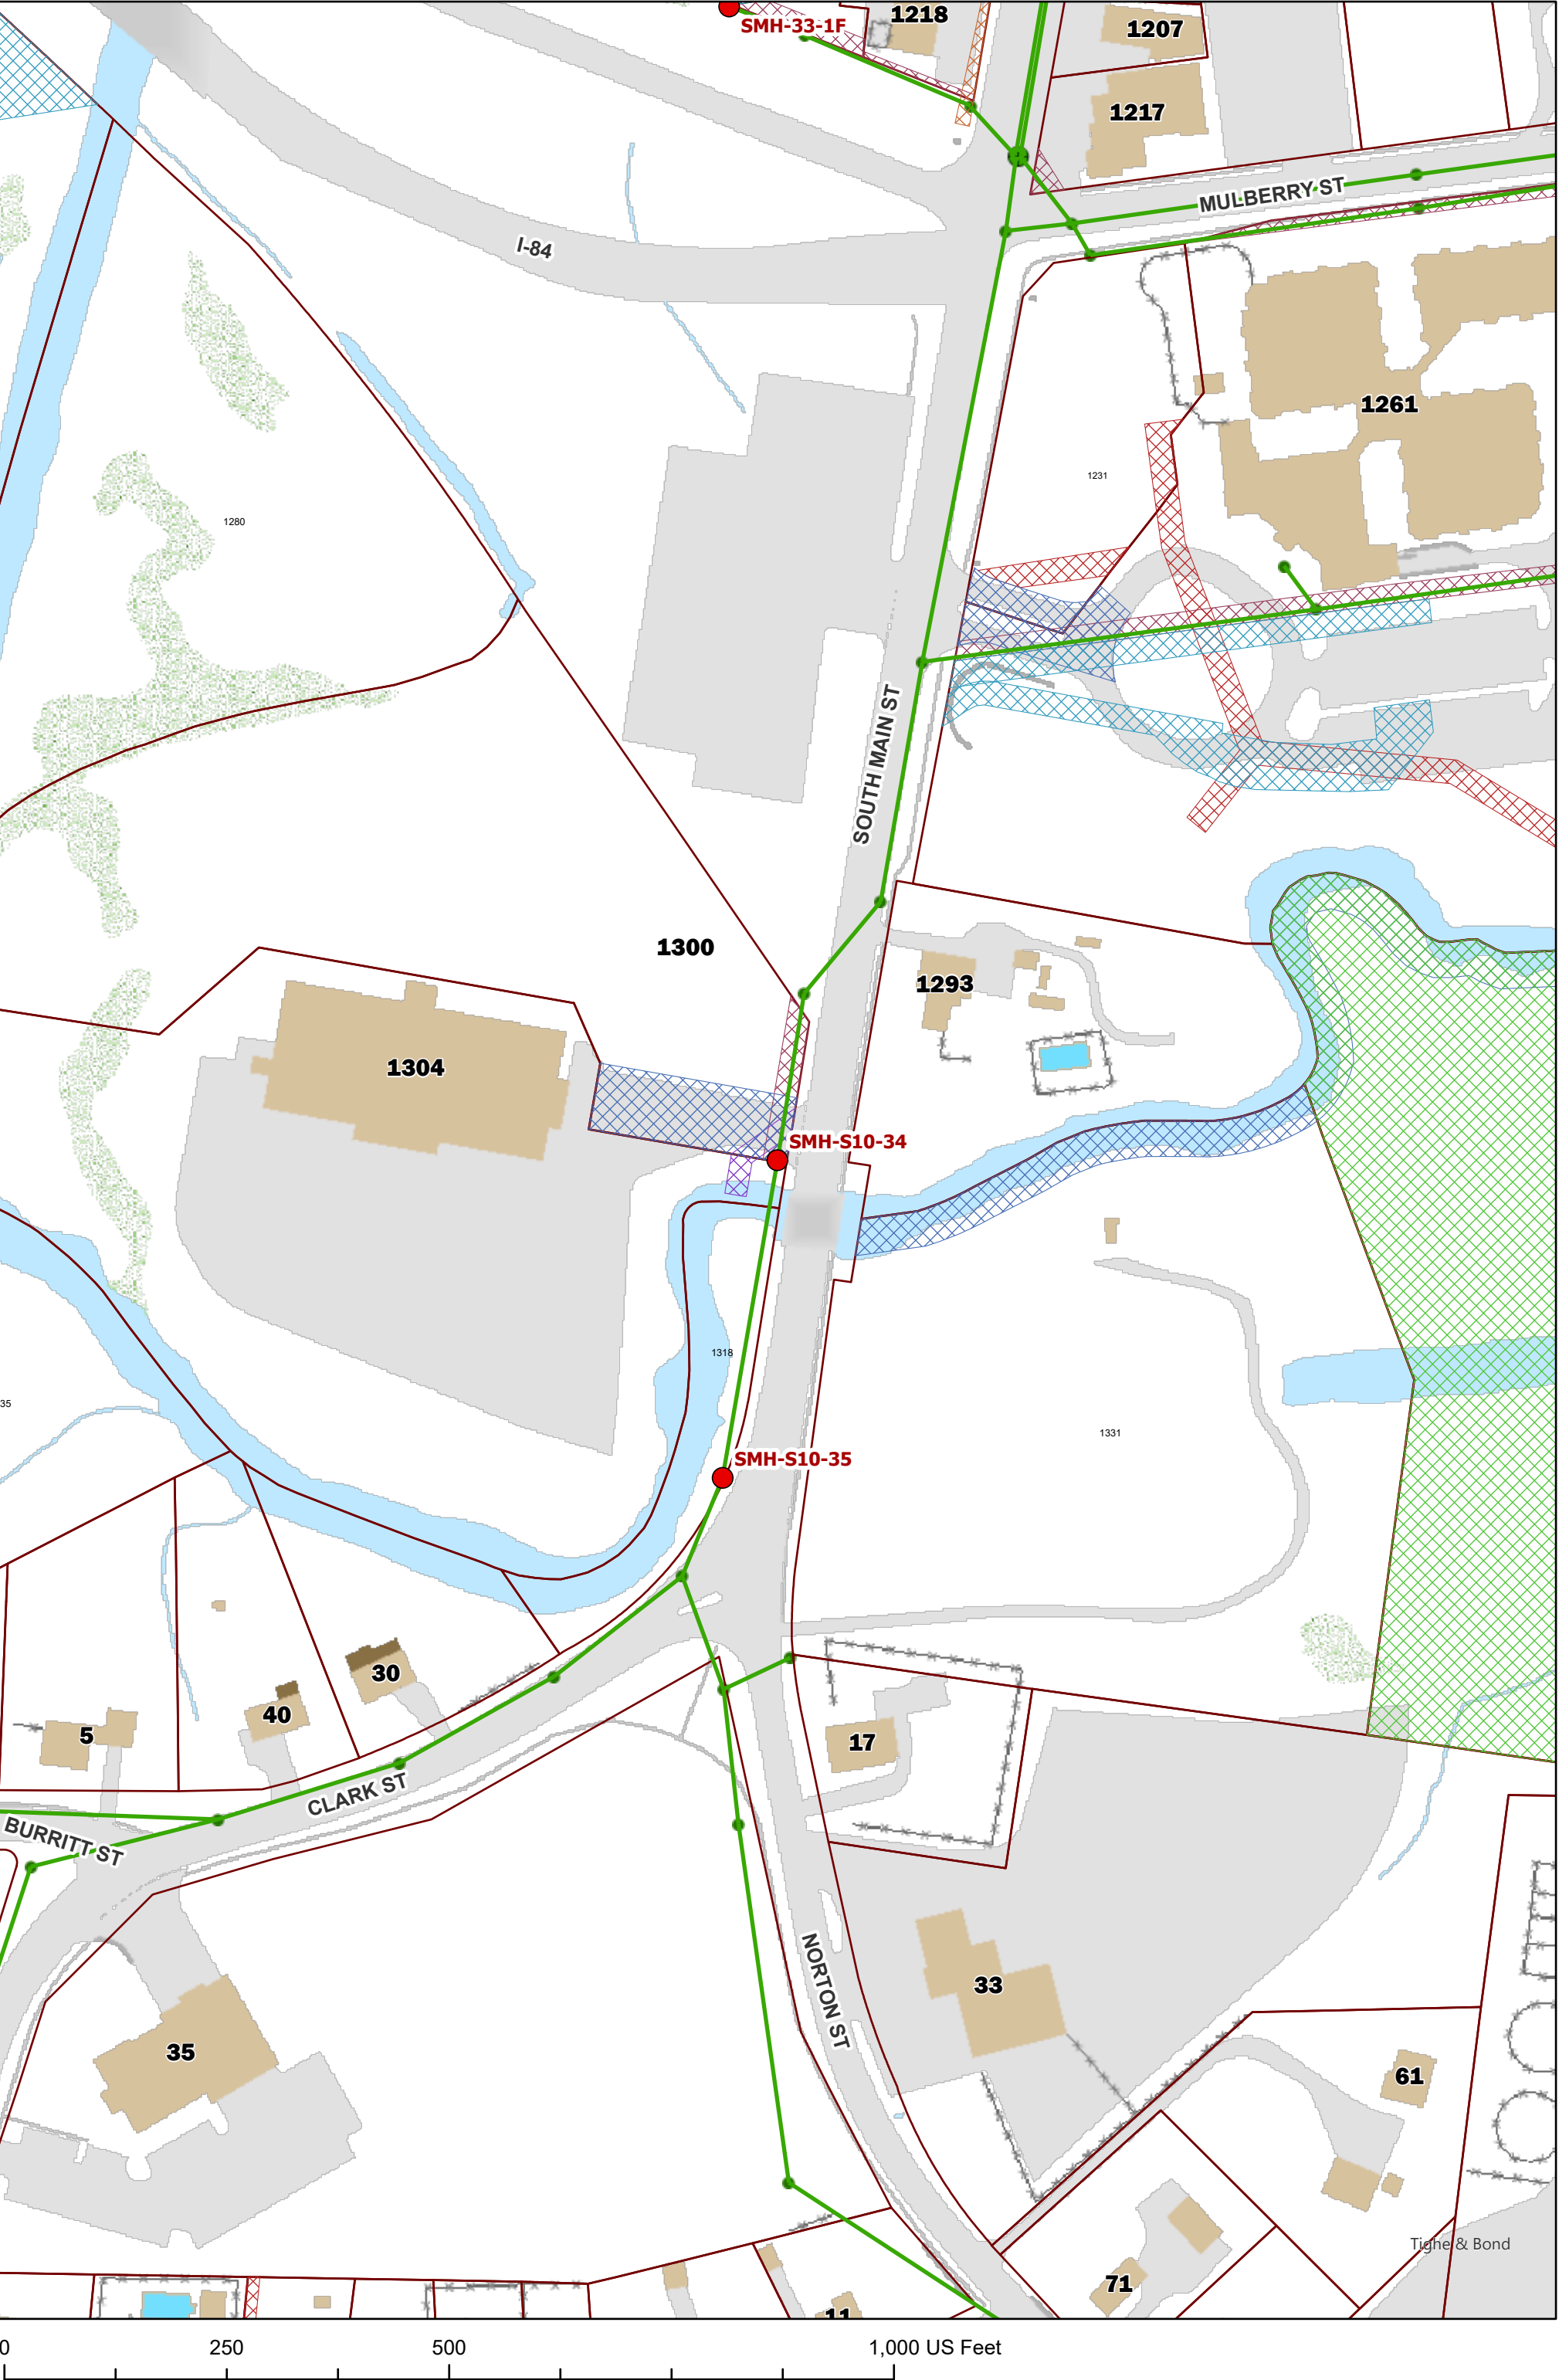 1218
SMH-33-1F
1207
1217
MULBERRY ST
I-84
1261
1231
1280
SOUTH MAIN ST
1300
1293
1304
SMH-S10-34
1318
35
1331
SMH-S10-35
30
40
5
17
CLARK ST
BURRITT ST
NORTON ST
33
35
61
Tighe & Bond
71
11
0 250 500 1,000 US Feet